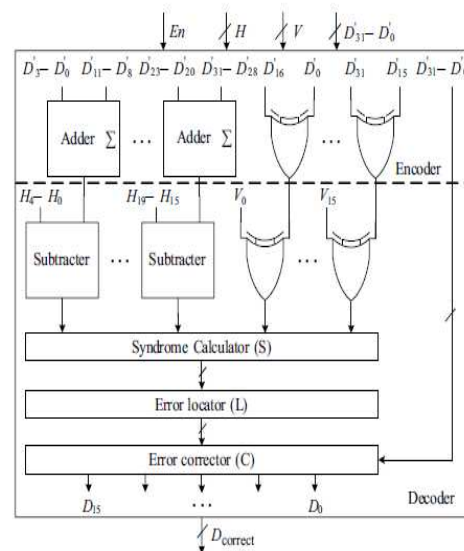 En H V D'31– D'0
D'3– D'0 D'11– D'8 D'23– D'20 D'31– D'28 D'16 D'0 D'31 D'15
Adder Σ ... Adder Σ ...
Encoder
H4– H0 H19– H15 V0 V15
Subtracter ... Subtracter ...
Syndrome Calculator (S)
Error locator (L)
Error corrector (C)
D15 ... D0
Decoder
Dcorrect